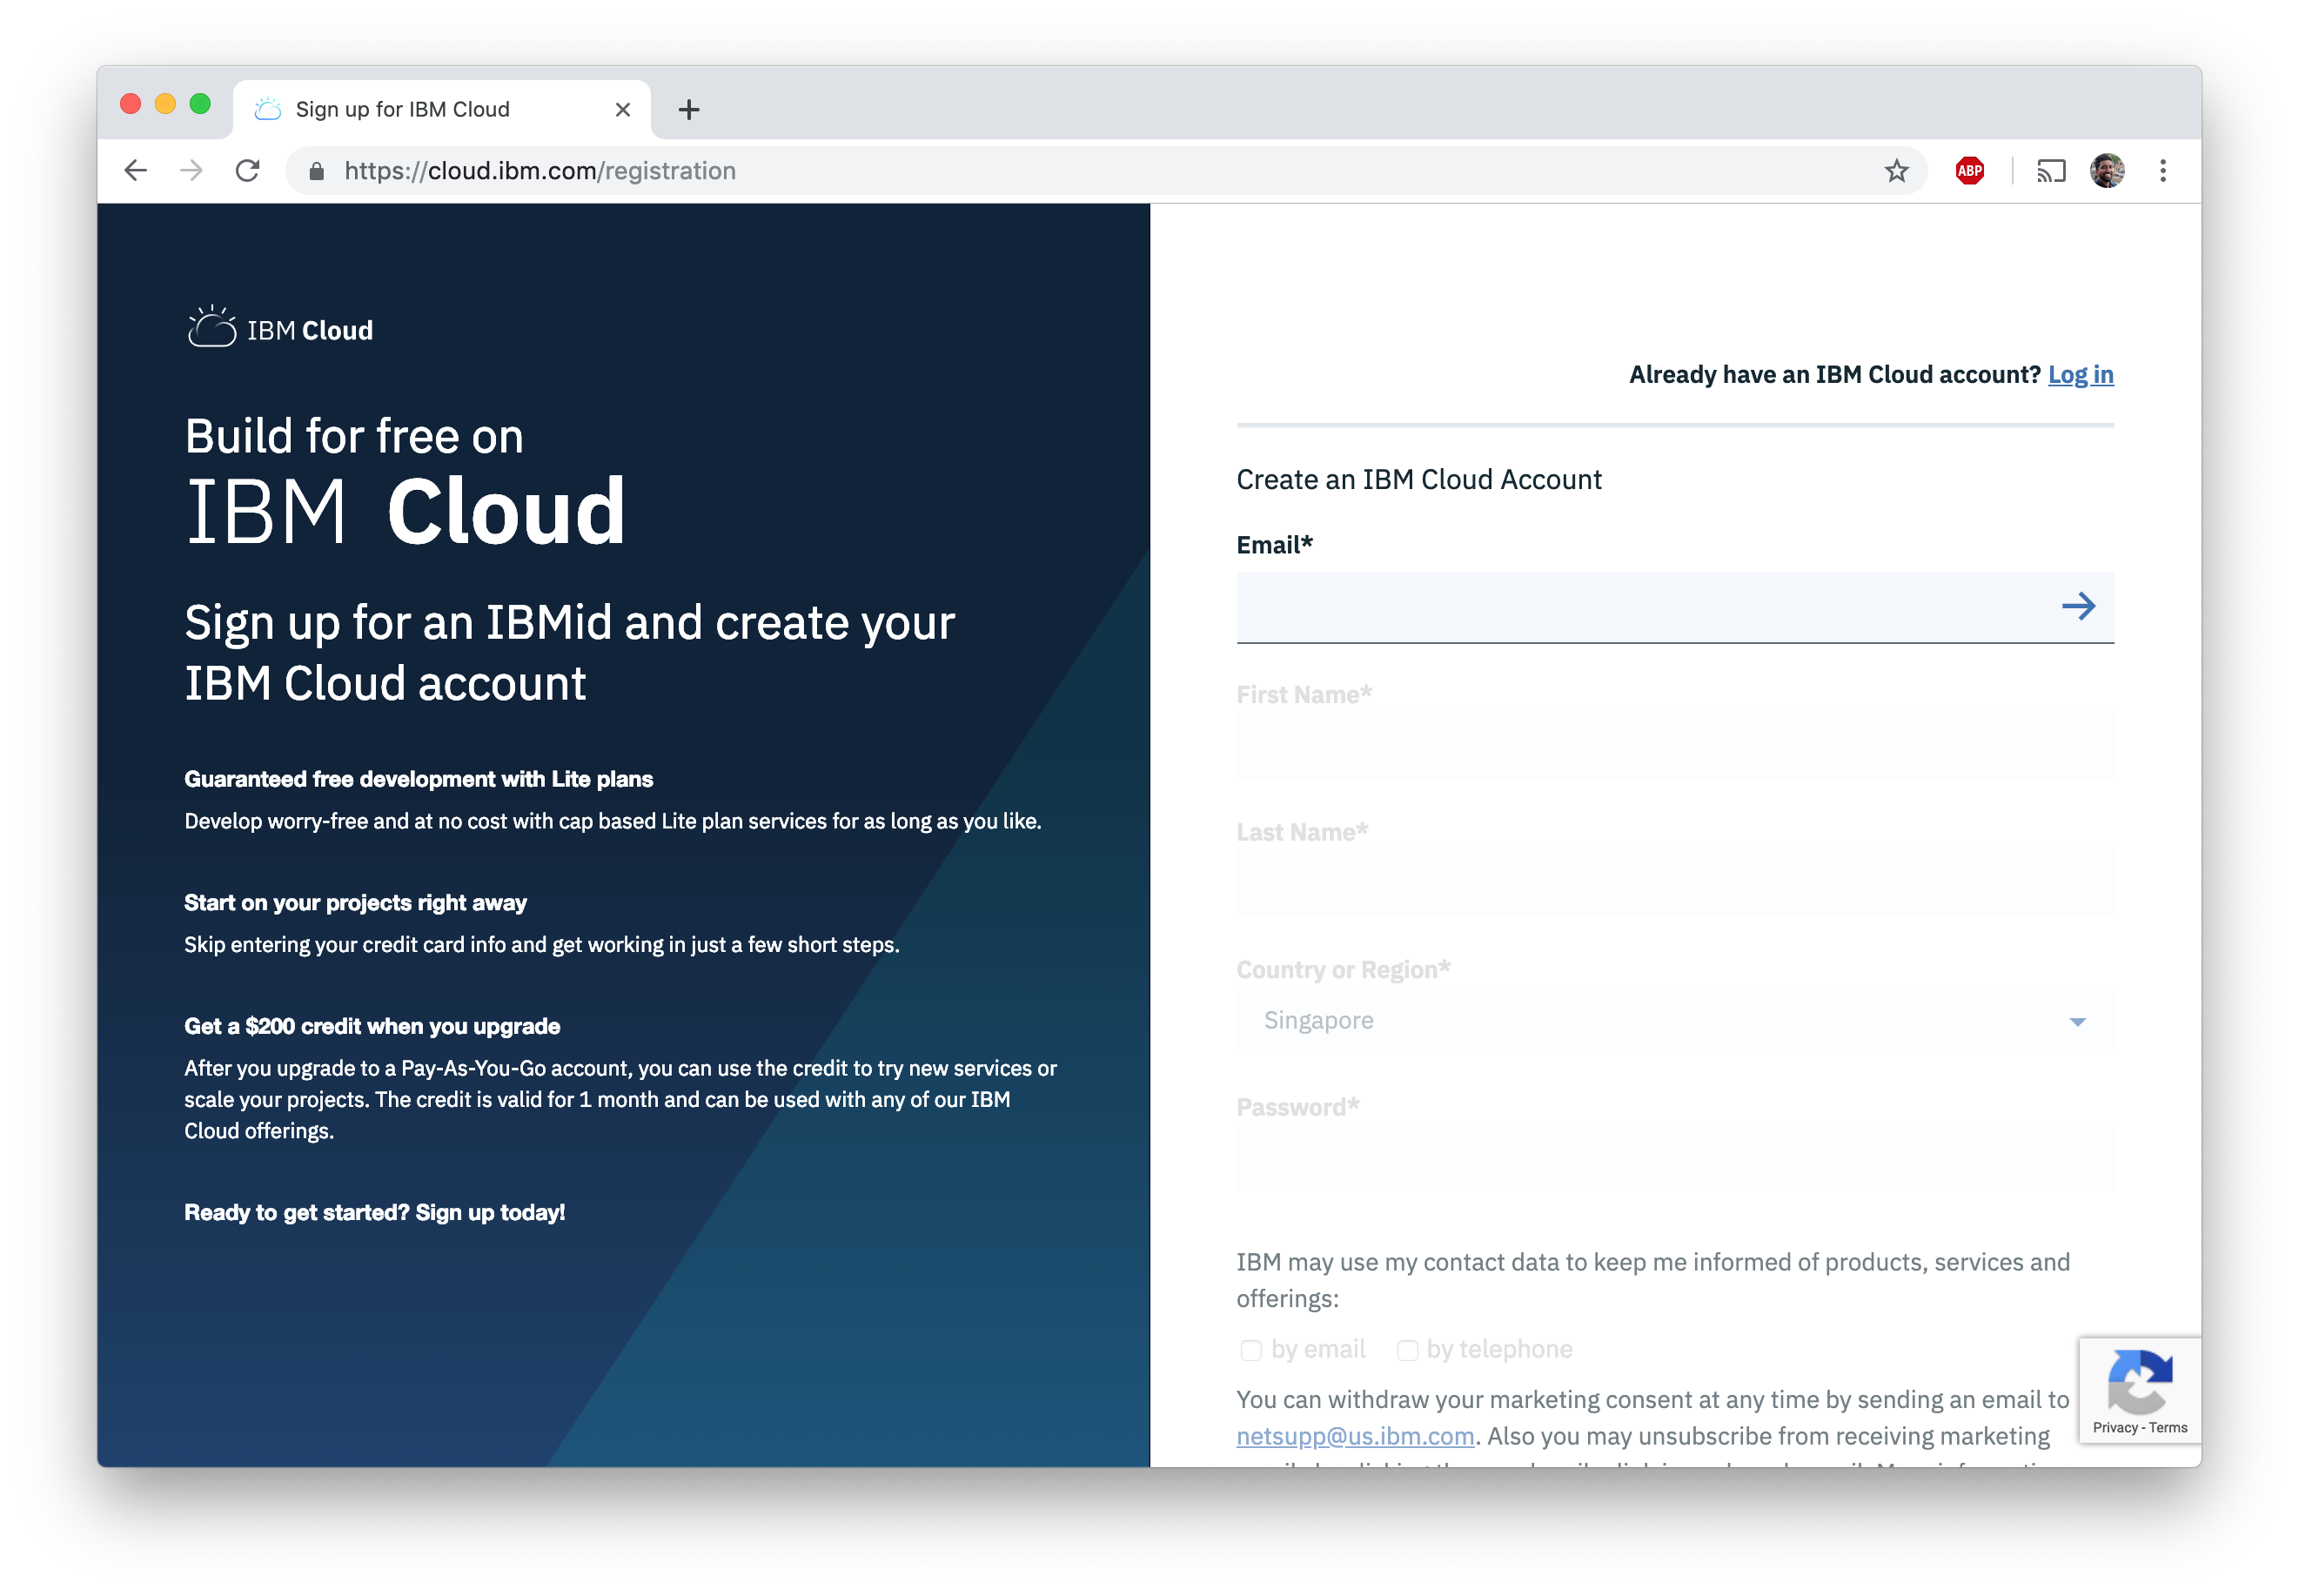 Sign up for IBM Cloud
https://cloud.ibm.com/registration
ABP
IBM Cloud
Build for free on
IBM Cloud
Sign up for an IBMid and create your
IBM Cloud account
Guaranteed free development with Lite plans
Develop worry-free and at no cost with cap based Lite plan services for as long as you like.
Start on your projects right away
Skip entering your credit card info and get working in just a few short steps.
Get a $200 credit when you upgrade
After you upgrade to a Pay-As-You-Go account, you can use the credit to try new services or
scale your projects. The credit is valid for 1 month and can be used with any of our IBM
Cloud offerings.
Ready to get started? Sign up today!
Already have an IBM Cloud account? Log in
Create an IBM Cloud Account
Email*
First Name*
Last Name*
Country or Region*
Singapore
Password*
IBM may use my contact data to keep me informed of products, services and
offerings:
by email by telephone
You can withdraw your marketing consent at any time by sending an email to
netsupp@us.ibm.com. Also you may unsubscribe from receiving marketing
Privacy - Terms